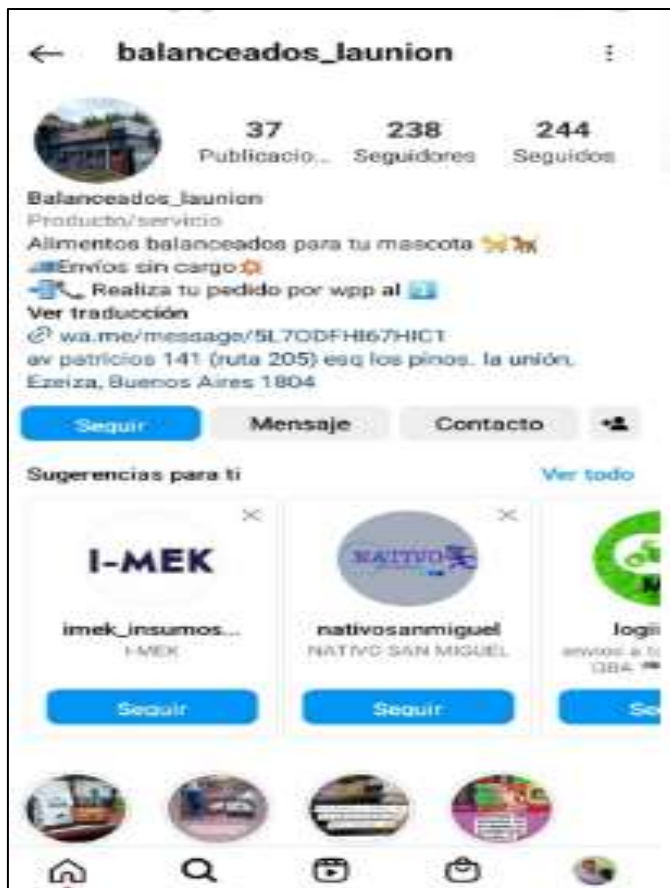 balanceados_launion
37 238 244
Publicacio... Seguidores Seguidos
Balanceados_launion
Producto/servicio
Alimentos balanceados para tu mascota
Envíos sin cargo
Realiza tu pedido por wpp al
Ver traducción
wa.me/message/5L7ODFHI67HIC1
av patricios 141 (ruta 205) esq los pinos. la unión,
Ezeiza, Buenos Aires 1804
Seguir Mensaje Contacto
Sugerencias para ti Ver todo
I-MEK NATIVO
imek_insumos... nativosanmiguel
I-MEK NATIVO SAN MIGUEL
Seguir Seguir